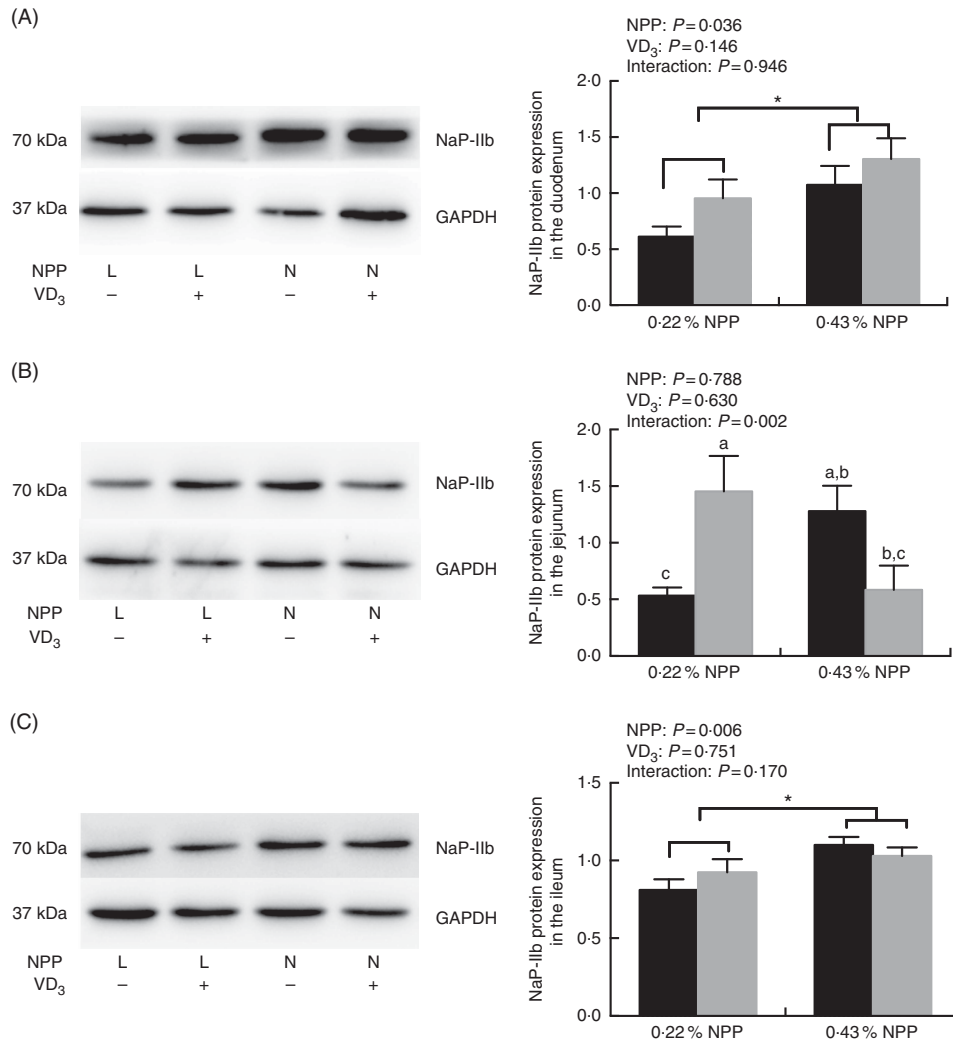 (A)
70 kDa
NaP-IIb
37 kDa
GAPDH
NPP L L N N
VD3 – + – +
NPP: P=0·036
VD3: P=0·146
Interaction: P=0·946
NaP-IIb protein expression
in the duodenum
2·0
1·5
1·0
0·5
0·0
*
0·22 % NPP 0·43 % NPP
(B)
70 kDa
NaP-IIb
37 kDa
GAPDH
NPP L L N N
VD3 – + – +
NPP: P=0·788
VD3: P=0·630
Interaction: P=0·002
NaP-IIb protein expression
in the jejunum
2·0
1·5
1·0
0·5
0·0
c a a,b b,c
0·22 % NPP 0·43 % NPP
(C)
70 kDa
NaP-IIb
37 kDa
GAPDH
NPP L L N N
VD3 – + – +
NPP: P=0·006
VD3: P=0·751
Interaction: P=0·170
NaP-IIb protein expression
in the ileum
1·5
1·0
0·5
0·0
*
0·22 % NPP 0·43 % NPP